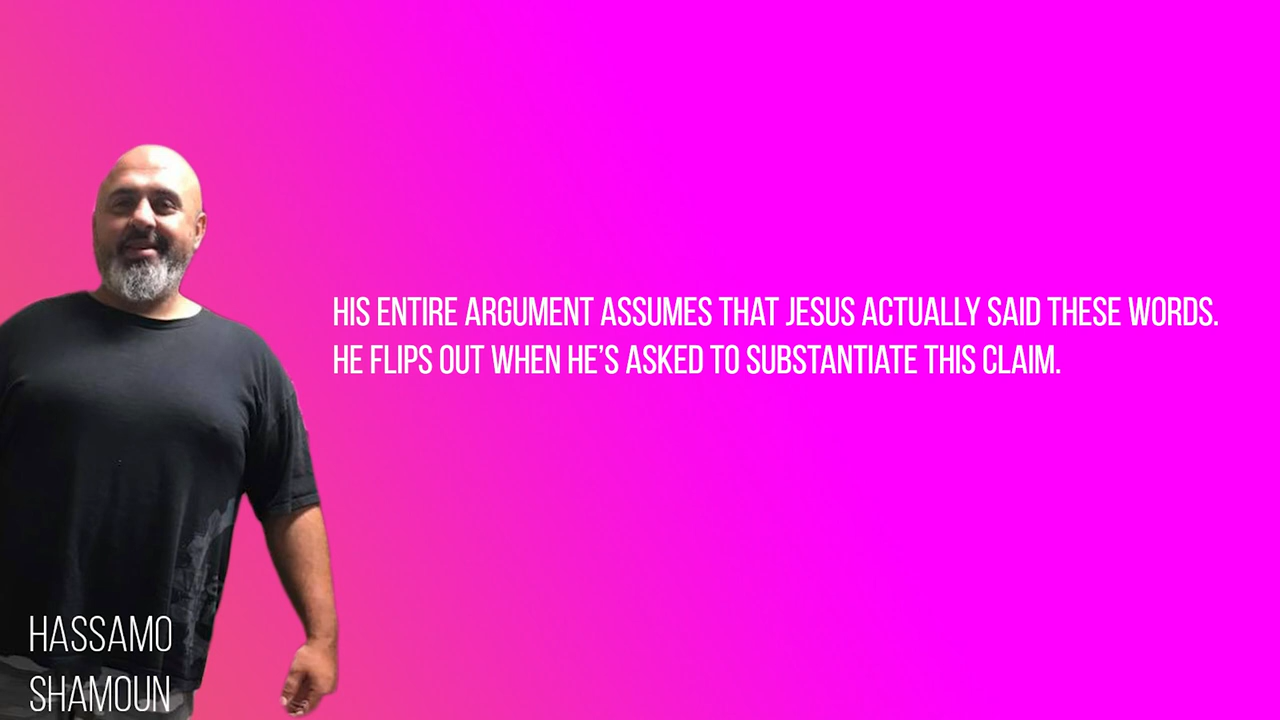 HIS ENTIRE ARGUMENT ASSUMES THAT JESUS ACTUALLY SAID THESE WORDS.
HE FLIPS OUT WHEN HE'S ASKED TO SUBSTANTIATE THIS CLAIM.
HASSAMO
SHAMOUN